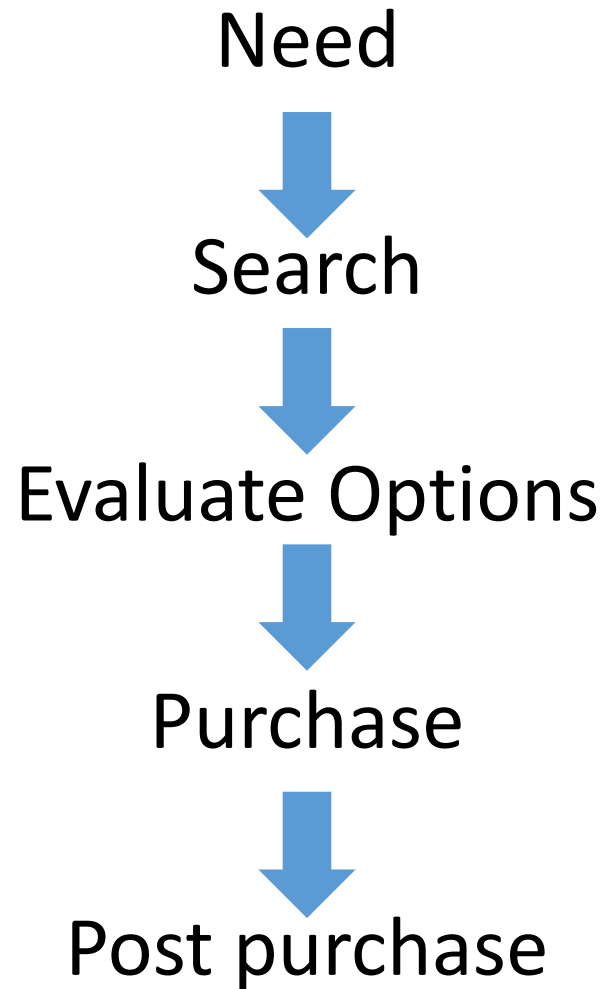 Need
Search
Evaluate Options
Purchase
Post purchase